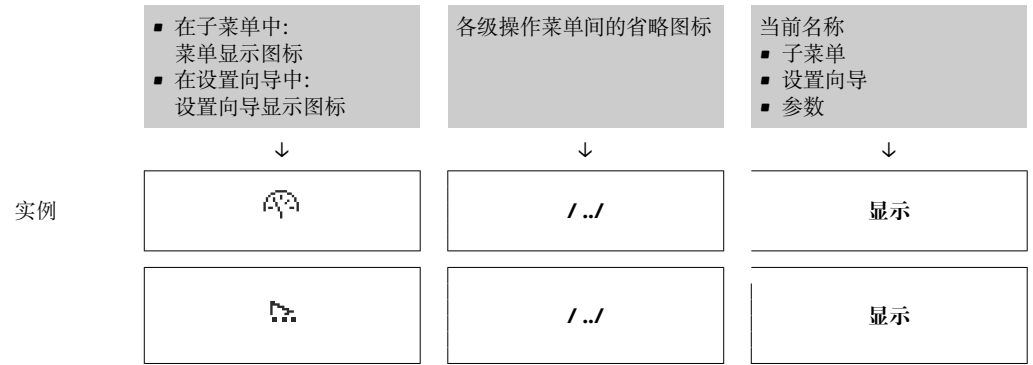 ▪ 在子菜单中:
菜单显示图标
▪ 在设置向导中:
设置向导显示图标
各级操作菜单间的省略图标
当前名称
▪ 子菜单
▪ 设置向导
▪ 参数
↓ ↓ ↓
实例
/ ../
显示
/ ../
显示